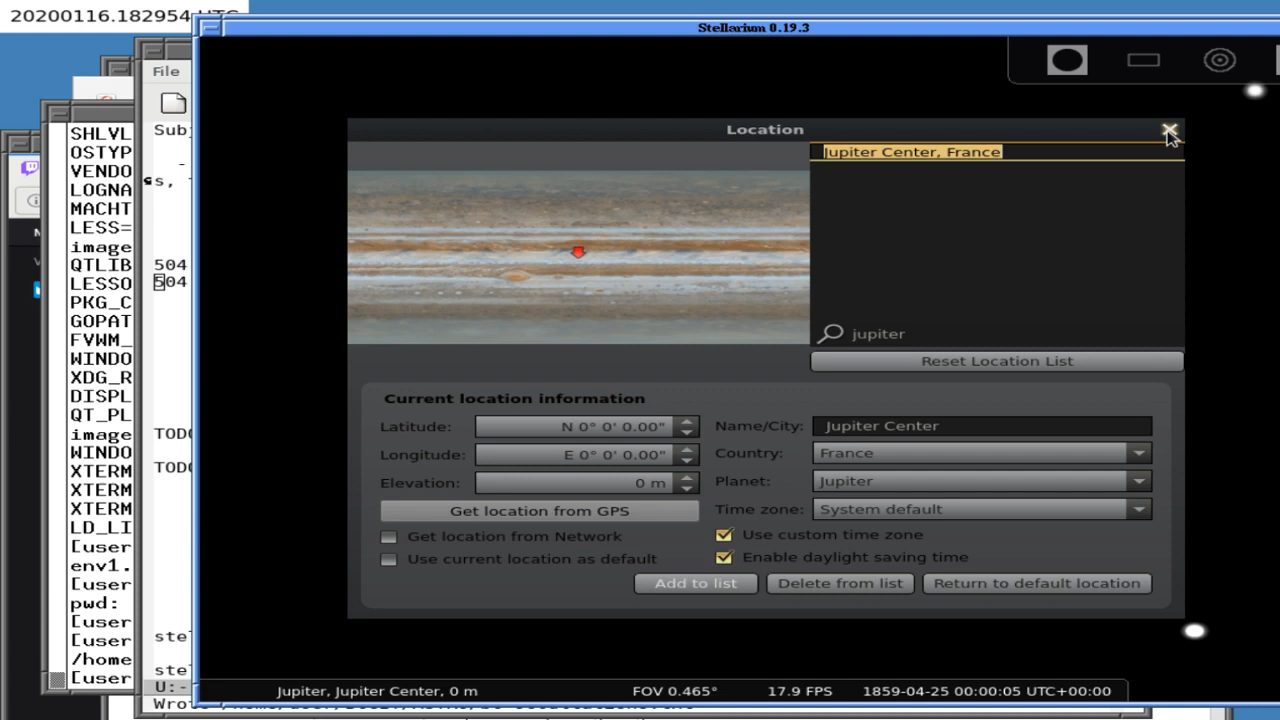 20200116.182954 UTC
Stellarium 0.19.3
File
SHLVL
OSTYP
VENDO
LOGNA
MACHT
LESS=
image
QTLIB
LESSO
PKG_C
GOPAT
FVWM_
WINDO
XDG_R
DISPL
QT_PL
image
WINDO
XTERM
XTERM
XTERM
LD_LI
[user
env1.
[user
pwd:
[user
[user
/home
[user
Sub
s,
504
504
TODO
TODO
ste
ste
U:-
Location
Jupiter Center, France
jupiter
Reset Location List
Current location information
Latitude: N 0° 0' 0.00"
Longitude: E 0° 0' 0.00"
Elevation: 0 m
Get location from GPS
Get location from Network
Use current location as default
Name/City: Jupiter Center
Country: France
Planet: Jupiter
Time zone: System default
Use custom time zone
Enable daylight saving time
Add to list Delete from list Return to default location
Jupiter, Jupiter Center, 0 m FOV 0.465° 17.9 FPS 1859-04-25 00:00:05 UTC+00:00